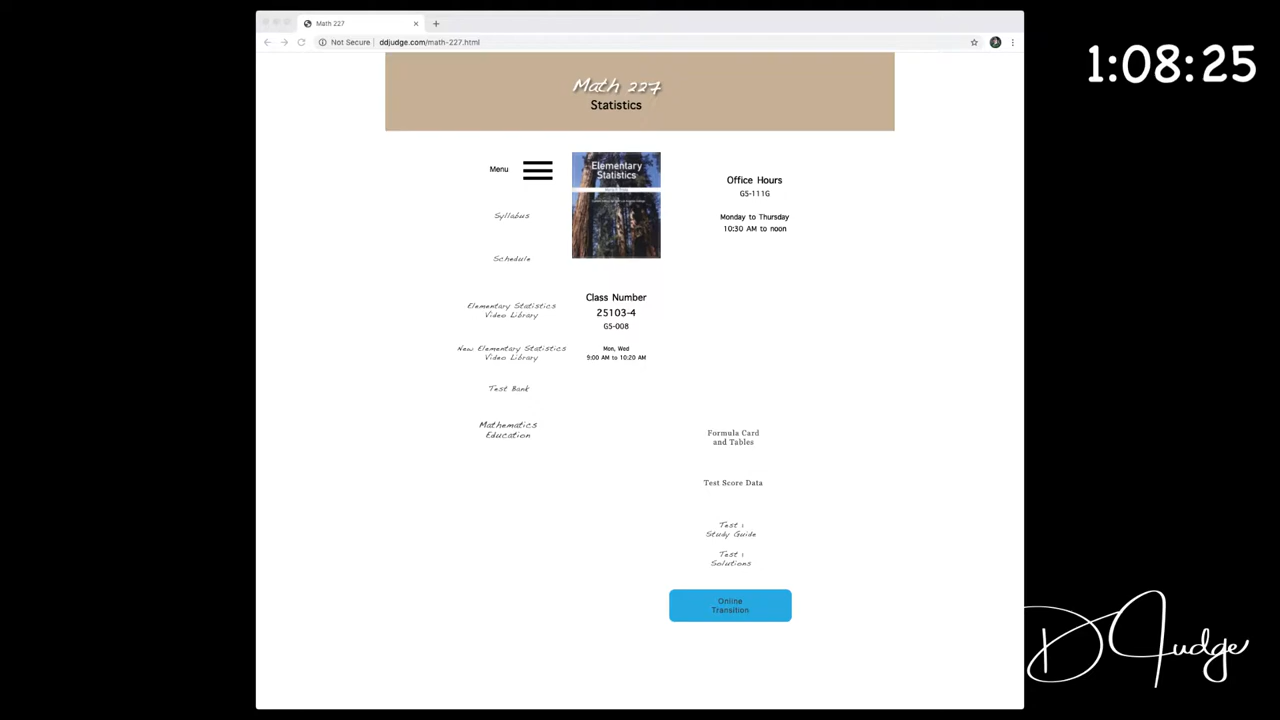 Math 227
Not Secure
ddjudge.com/math-227.html
1:08:25
Math 227
Statistics
Menu
Elementary
Statistics
Office Hours
G5-111G
Monday to Thursday
10:30 AM to noon
Syllabus
Schedule
Elementary Statistics
Video Library
New Elementary Statistics
Video Library
Test Bank
Mathematics
Education
Class Number
25103-4
G5-008
Mon, Wed
9:00 AM to 10:20 AM
Formula Card
and Tables
Test Score Data
Test 1
Study Guide
Test 1
Solutions
Online
Transition
D Judge